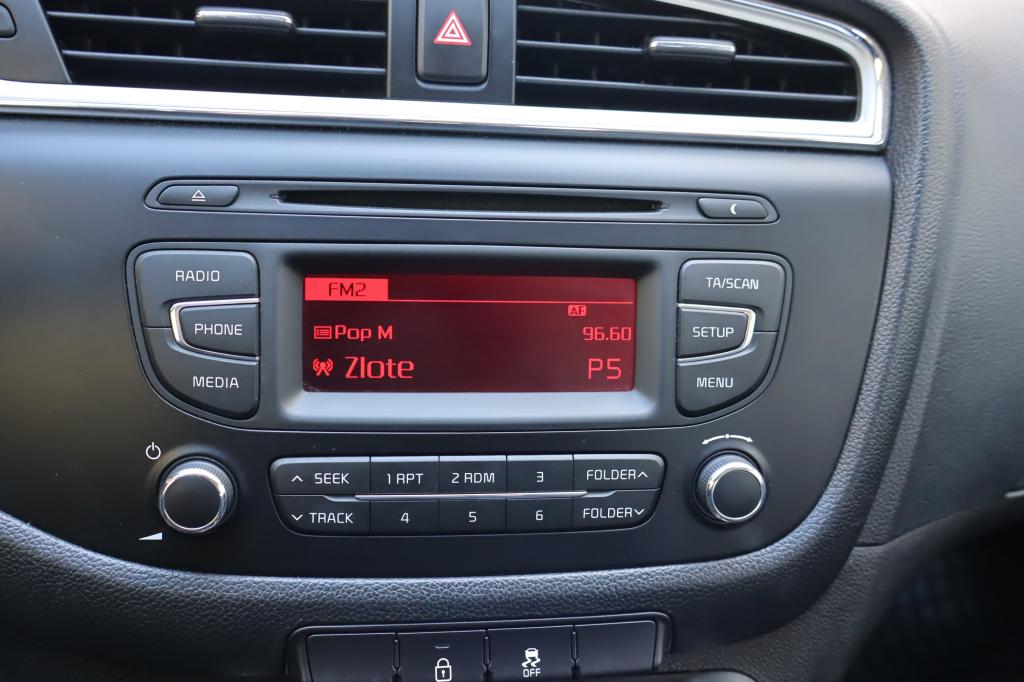 RADIO
PHONE
MEDIA
FM2
AF
Pop M 96.60
Zlote P5
TA/SCAN
SETUP
MENU
SEEK 1 RPT 2 RDM 3 FOLDER
TRACK 4 5 6 FOLDER
OFF